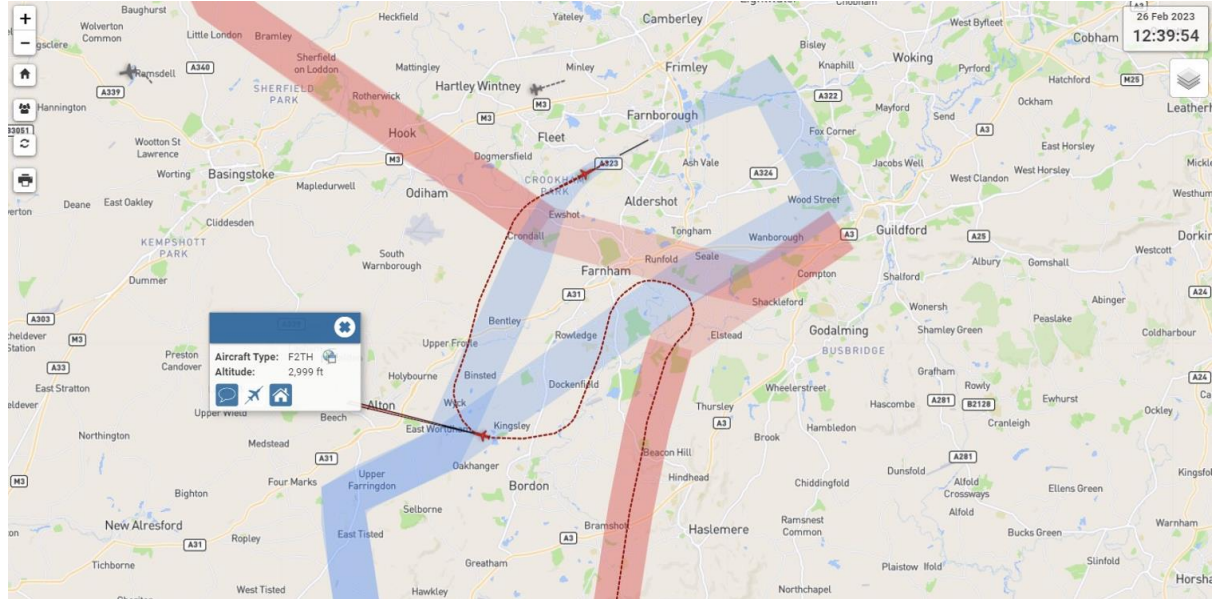 Baughurst
Heckfield
Yateley
Camberley
Chobham
26 Feb 2023
12:39:54
Wolverton
Common
Little London
Bramley
Bisley
West Byfleet
Cobham
Woking
Sherfield
on Loddon
Mattingley
Minley
Frimley
Knaphill
Pyrford
Ramsdell
A340
A339
SHERFIELD
PARK
Rotherwick
Hartley Wintney
M3
A322
Hatchford
M25
Hannington
Farnborough
Mayford
Ockham
Send
M3
Hook
Fleet
Fox Corner
A3
Wootton St
Lawrence
M3
Dogmersfield
A323
Ash Vale
A324
Jacobs Well
East Horsley
Worting
Basingstoke
Mapledurwell
CROOKHAM
PARK
West Clandon
West Horsley
Odiham
Aldershot
Wood Street
Deane
East Oakley
Ewshot
Cliddesden
Crondall
Tongham
Wanborough
A3
Guildford
A25
KEMPSHOTT
PARK
South
Warnborough
Farnham
Runfold
Seale
Compton
Albury
Gomshall
Westcott
Dummer
Shalford
A31
Shackleford
Wonersh
Abinger
A24
A303
Bentley
Rowledge
Elstead
Godalming
Shamley Green
Peaslake
Coldharbour
M3
Upper Froyle
BUSBRIDGE
Aircraft Type: F2TH
Altitude: 2,999 ft
Preston
Candover
A33
Holybourne
Binsted
Dockenfield
Wheelerstreet
Grafham
Rowly
A24
East Stratton
Alton
Wyck
Thursley
Hascombe
A281
B2128
Ewhurst
Upper Wield
Beech
East Worldham
Kingsley
A3
Hambledon
Cranleigh
Ockley
Northington
Medstead
Brook
A31
Oakhanger
Beacon Hill
A281
M3
Four Marks
Upper
Farringdon
Bordon
Hindhead
Chiddingfold
Dunsfold
Alfold
Crossways
Ellens Green
Bighton
Selborne
Alfold
New Alresford
Ropley
East Tisted
A3
Bramshott
Haslemere
Ramsnest
Common
Bucks Green
Warnham
A31
Tichborne
Greatham
Plaistow
Ifold
Slinfold
West Tisted
Hawkley
Northchapel